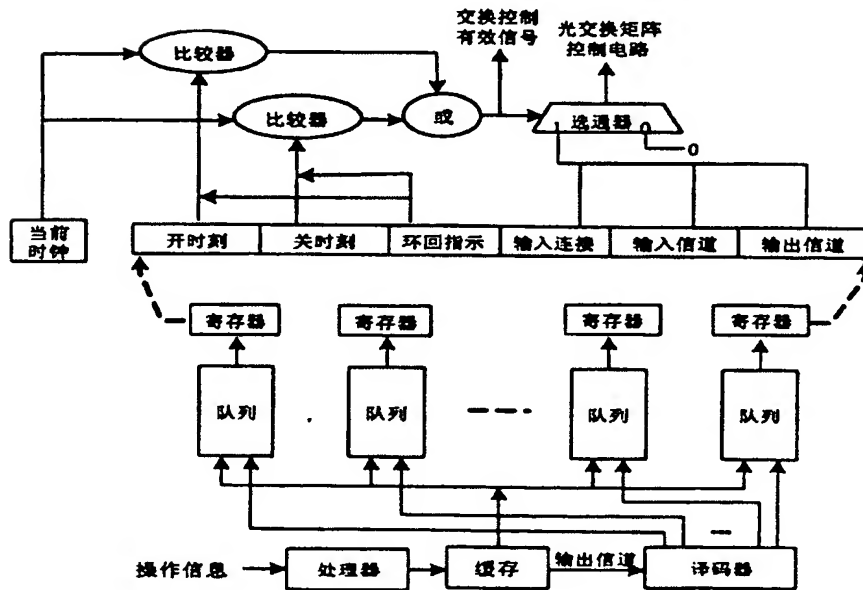 交换控制
有效信号
光交换矩阵
控制电路
比较器
比较器
或
1 选通器 0
0
当前
时钟
开时刻 关时刻 环回指示 输入连接 输入信道 输出信道
寄存器 寄存器 寄存器 寄存器
队列 队列 队列 队列
操作信息 处理器 缓存 输出信道 译码器